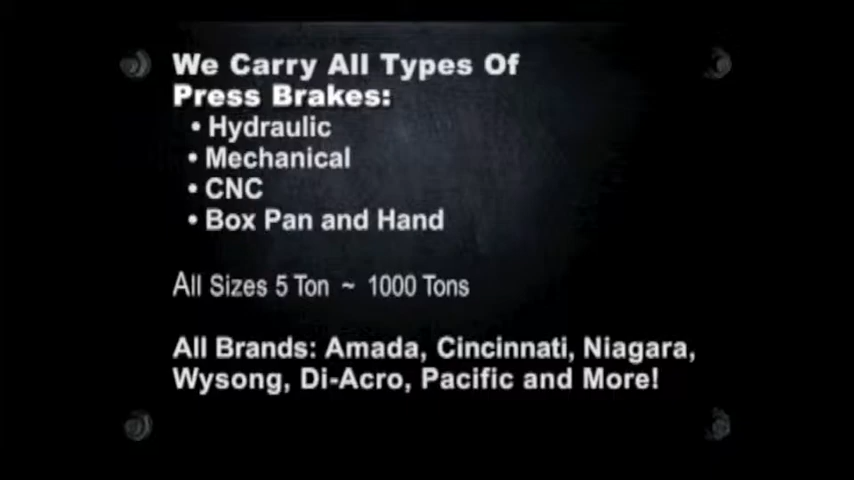 We Carry All Types Of
Press Brakes:
• Hydraulic
• Mechanical
• CNC
• Box Pan and Hand
All Sizes 5 Ton ~ 1000 Tons
All Brands: Amada, Cincinnati, Niagara,
Wysong, Di-Acro, Pacific and More!